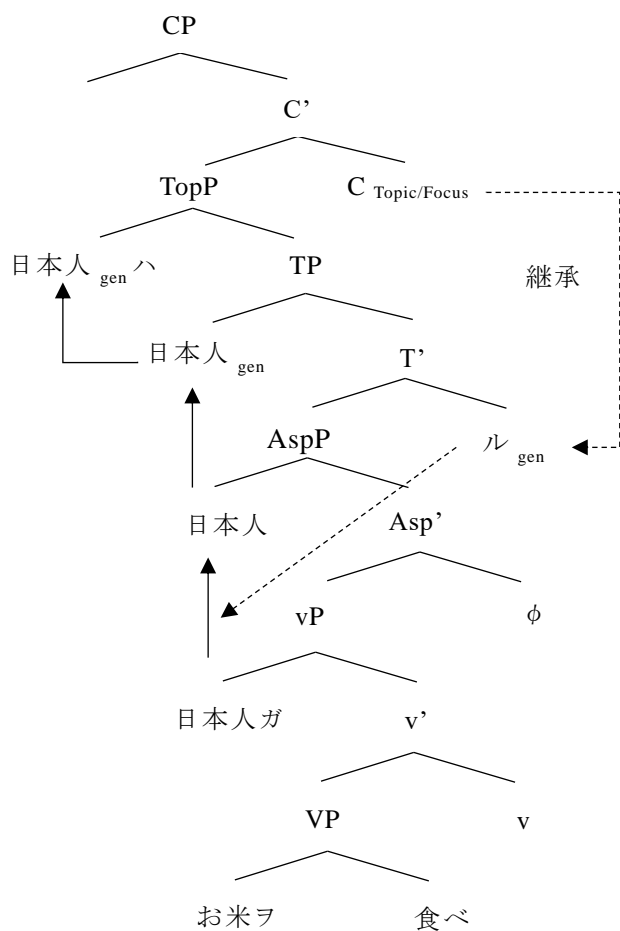 CP
C’
TopP C Topic/Focus
日本人 gen ハ TP 継承
日本人 gen T’
AspP ル gen
日本人 Asp’
vP φ
日本人ガ v’
VP v
お米ヲ 食べ